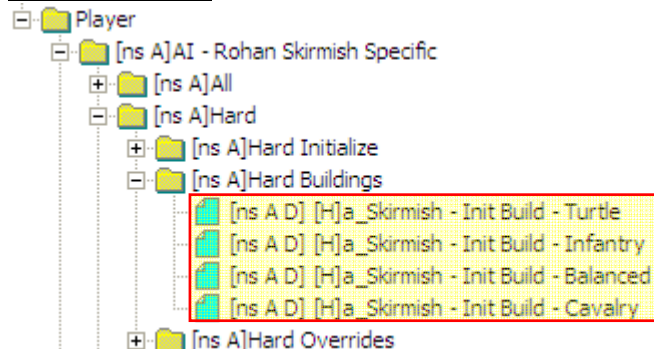 Player
[ns A]AI - Rohan Skirmish Specific
[ns A]All
[ns A]Hard
[ns A]Hard Initialize
[ns A]Hard Buildings
[ns A D] [H]a_Skirmish - Init Build - Turtle
[ns A D] [H]a_Skirmish - Init Build - Infantry
[ns A D] [H]a_Skirmish - Init Build - Balanced
[ns A D] [H]a_Skirmish - Init Build - Cavalry
[ns A]Hard Overrides